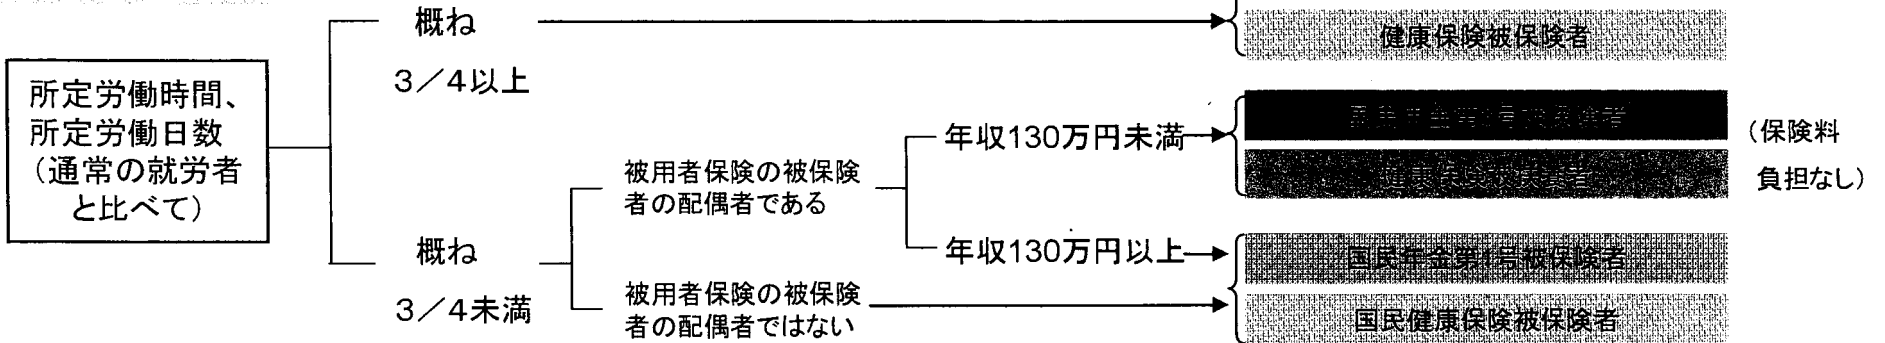 概ね
3/4以上
健康保険被保険者
所定労働時間、
所定労働日数
(通常の就労者
と比べて)
年収130万円未満
(保険料
負担なし)
被用者保険の被保険
者の配偶者である
概ね
3/4未満
年収130万円以上
国民年金第1号被保険者
被用者保険の被保険
者の配偶者ではない
国民健康保険被保険者